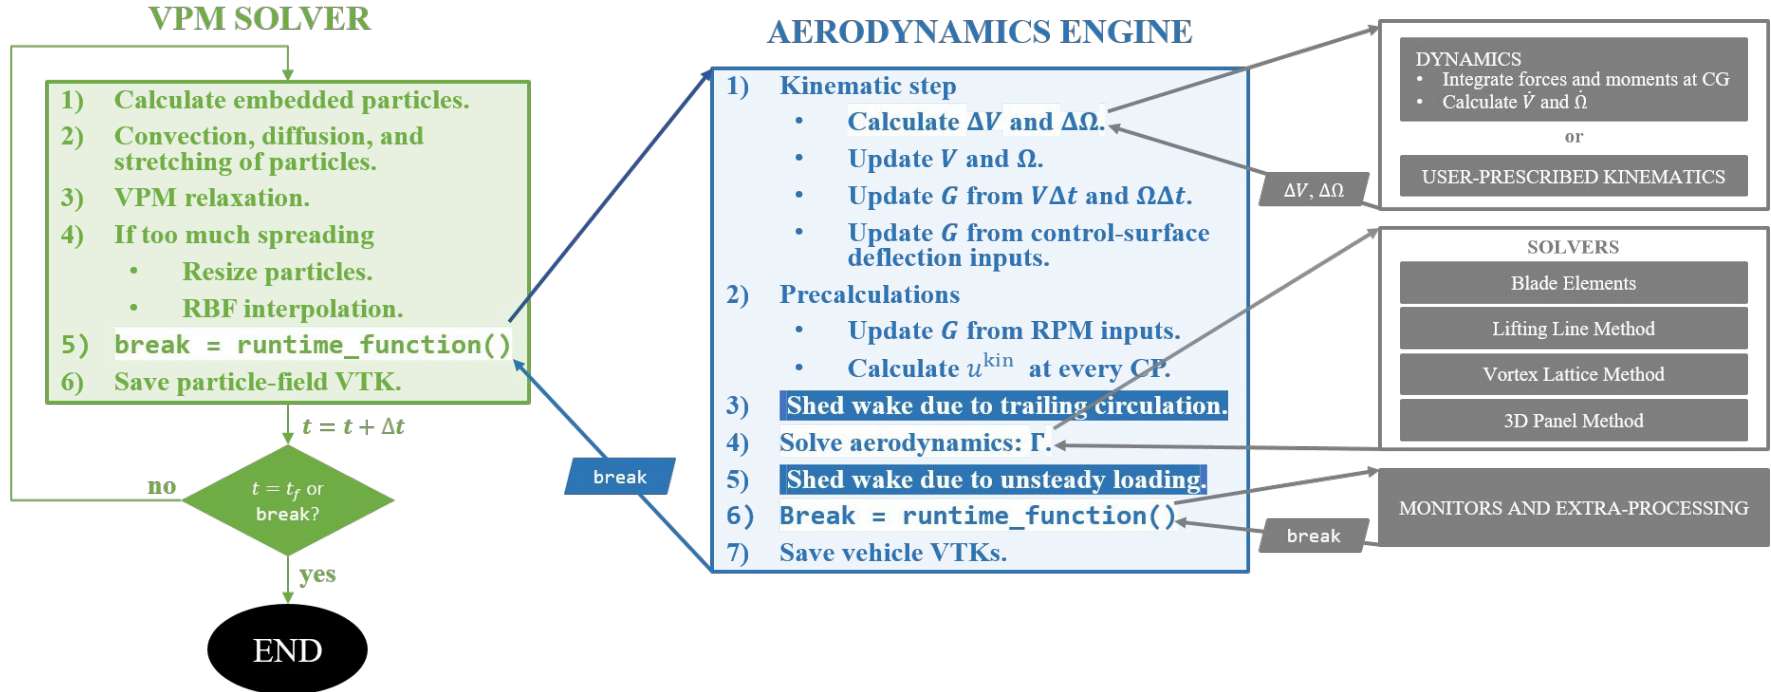 VPM SOLVER
1) Calculate embedded particles.
2) Convection, diffusion, and
stretching of particles.
3) VPM relaxation.
4) If too much spreading
• Resize particles.
• RBF interpolation.
5) break = runtime_function()
6) Save particle-field VTK.
t = t + Δt
no
t = t_f or
break?
yes
END
break
AERODYNAMICS ENGINE
1) Kinematic step
• Calculate ΔV and ΔΩ.
• Update V and Ω.
• Update G from VΔt and ΩΔt.
• Update G from control-surface
deflection inputs.
2) Precalculations
• Update G from RPM inputs.
• Calculate u^kin at every CP.
3) Shed wake due to trailing circulation.
4) Solve aerodynamics: Γ.
5) Shed wake due to unsteady loading.
6) Break = runtime_function()
7) Save vehicle VTKs.
DYNAMICS
• Integrate forces and moments at CG
• Calculate V̇ and Ω̇
or
USER-PRESCRIBED KINEMATICS
ΔV, ΔΩ
SOLVERS
Blade Elements
Lifting Line Method
Vortex Lattice Method
3D Panel Method
MONITORS AND EXTRA-PROCESSING
break